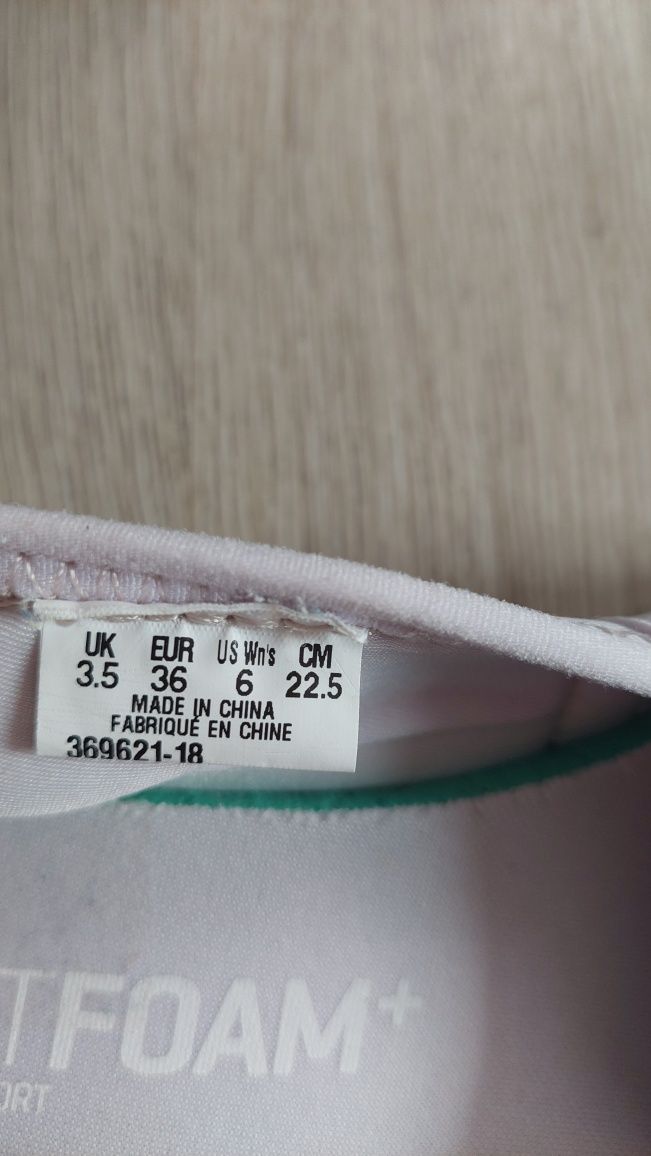 UK EUR US Wn's CM
3.5 36 6 22.5
MADE IN CHINA
FABRIQUÉ EN CHINE
369621-18
TFOAM+
ORT